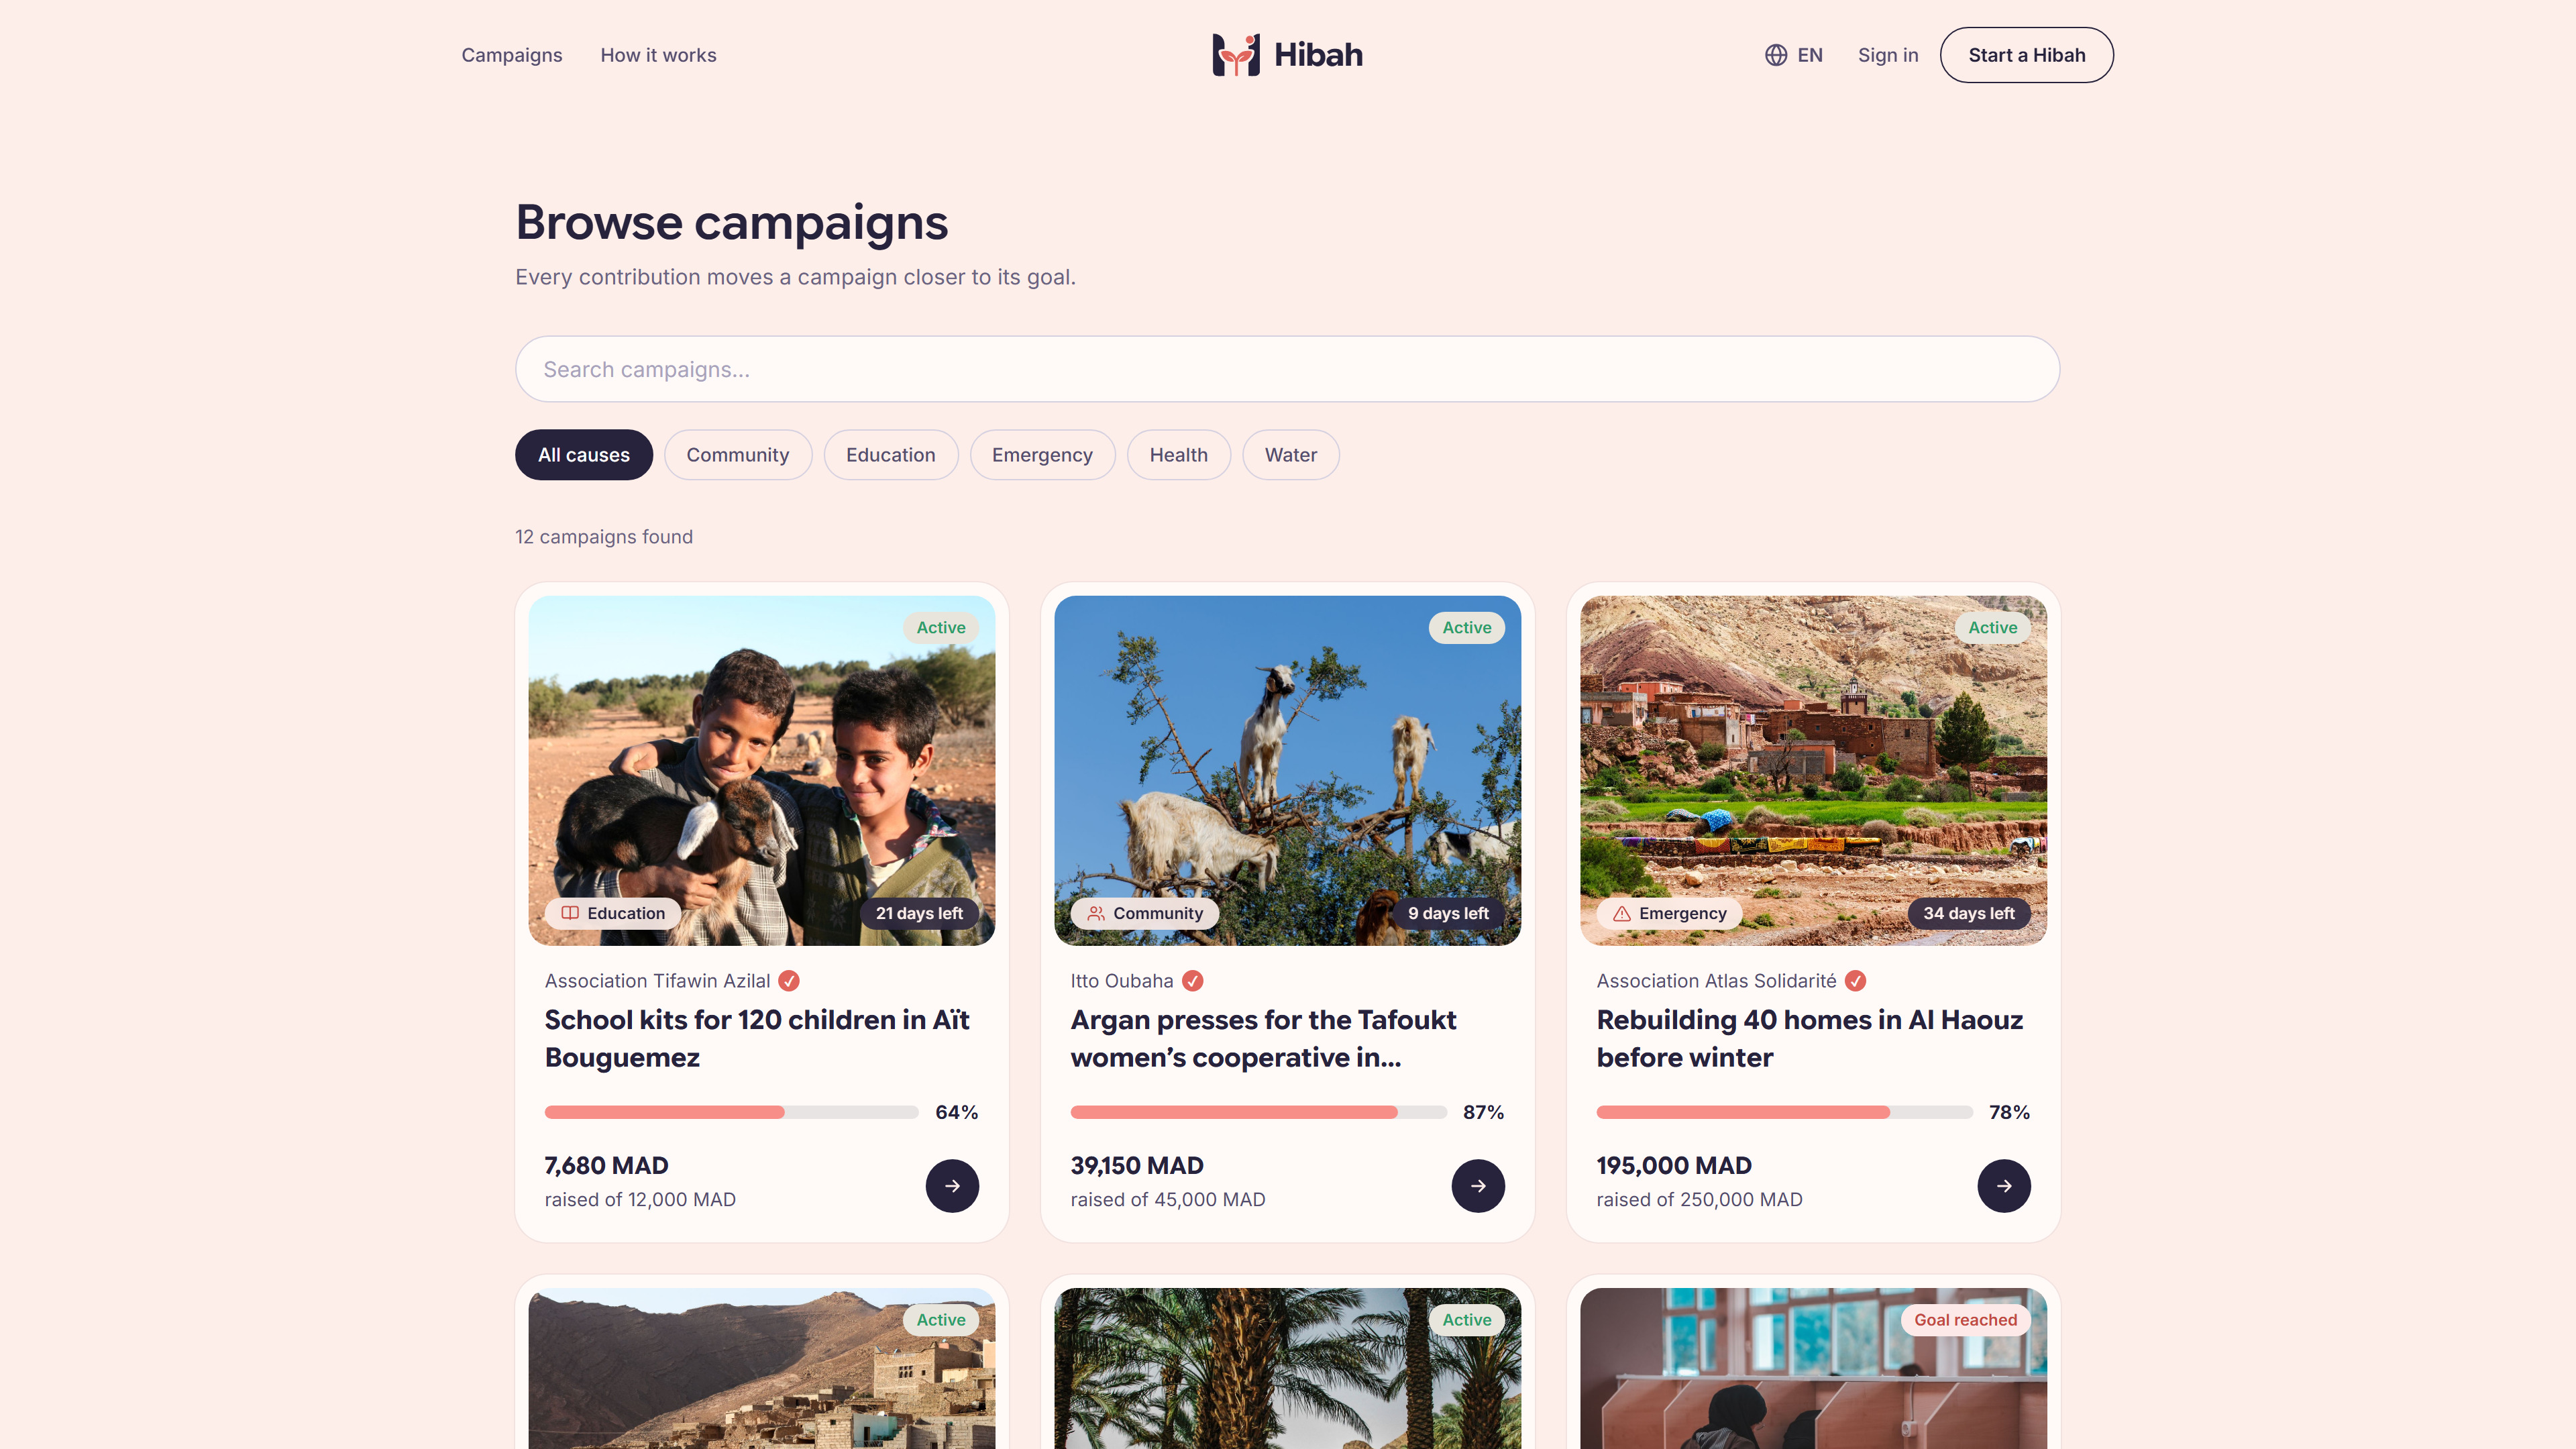 Campaigns
How it works
Hibah
EN
Sign in
Start a Hibah
Browse campaigns
Every contribution moves a campaign closer to its goal.
Search campaigns...
All causes
Community
Education
Emergency
Health
Water
12 campaigns found
Active
Education
21 days left
Association Tifawin Azilal
School kits for 120 children in Aït
Bouguemez
64%
7,680 MAD
raised of 12,000 MAD
Active
Community
9 days left
Itto Oubaha
Argan presses for the Tafoukt
women’s cooperative in...
87%
39,150 MAD
raised of 45,000 MAD
Active
Emergency
34 days left
Association Atlas Solidarité
Rebuilding 40 homes in Al Haouz
before winter
78%
195,000 MAD
raised of 250,000 MAD
Active
Active
Goal reached